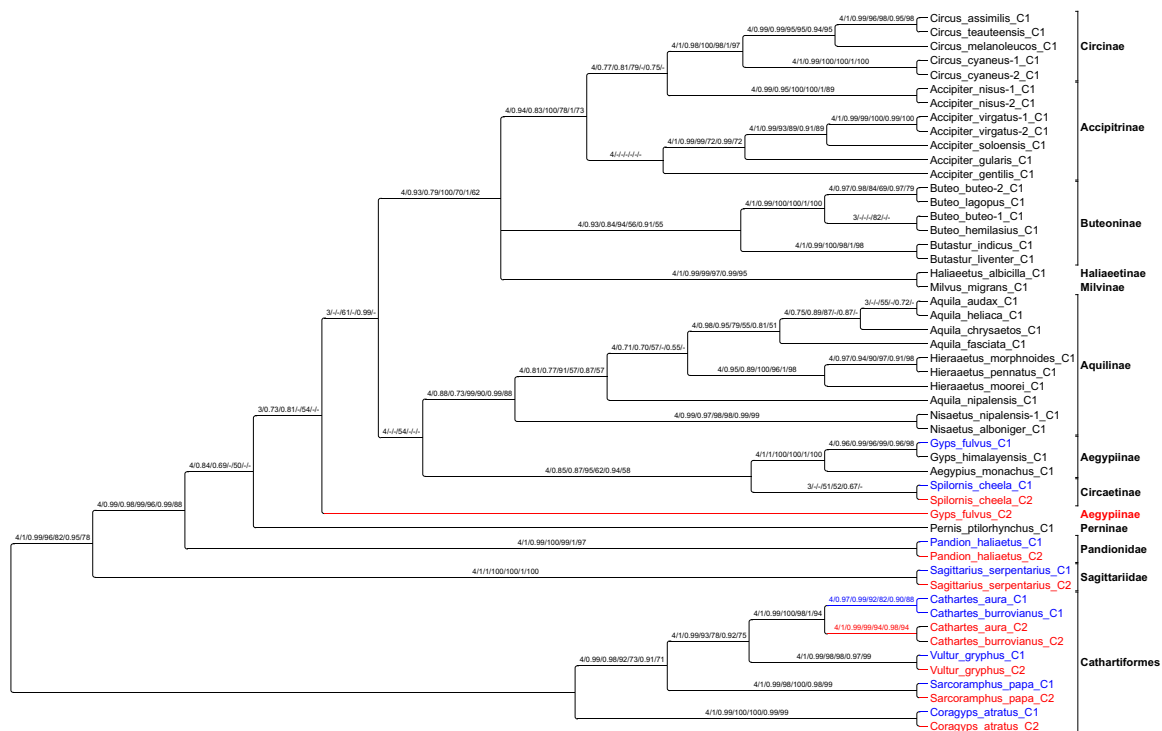 4/1/0.99/96/98/0.95/98
Circus_assimilis_C1
4/0.99/0.99/95/95/0.94/95
Circus_teauteensis_C1
4/1/0.98/100/98/1/97
Circus_melanoleucos_C1
Circinae
4/1/0.99/100/100/1/100
Circus_cyaneus-1_C1
4/0.77/0.81/79/-/0.75/-
Circus_cyaneus-2_C1
4/0.99/0.95/100/100/1/89
Accipiter_nisus-1_C1
Accipiter_nisus-2_C1
4/0.94/0.83/100/78/1/73
4/1/0.99/99/100/0.99/100
Accipiter_virgatus-1_C1
Accipitrinae
4/1/0.99/93/89/0.91/89
Accipiter_virgatus-2_C1
4/1/0.99/99/72/0.99/72
Accipiter_soloensis_C1
4/-/-/-/-/-/-
Accipiter_gularis_C1
Accipiter_gentilis_C1
4/0.93/0.79/100/70/1/62
4/0.97/0.98/84/69/0.97/79
Buteo_buteo-2_C1
4/1/0.99/100/100/1/100
Buteo_lagopus_C1
3/-/-/-/82/-/-
Buteo_buteo-1_C1
Buteoninae
4/0.93/0.84/94/56/0.91/55
Buteo_hemilasius_C1
4/1/0.99/100/98/1/98
Butastur_indicus_C1
Butastur_liventer_C1
4/1/0.99/99/97/0.99/95
Haliaeetus_albicilla_C1
Haliaeetinae
Milvus_migrans_C1
Milvinae
3/-/-/55/-/0.72/-
Aquila_audax_C1
4/0.75/0.89/87/-/0.87/-
Aquila_heliaca_C1
3/-/-/61/-/0.99/-
4/0.98/0.95/79/55/0.81/51
Aquila_chrysaetos_C1
4/0.71/0.70/57/-/0.55/-
Aquila_fasciata_C1
4/0.97/0.94/90/97/0.91/98
Hieraaetus_morphnoides_C1
4/0.81/0.77/91/57/0.87/57
4/0.95/0.89/100/96/1/98
Hieraaetus_pennatus_C1
Aquilinae
4/0.88/0.73/99/90/0.99/88
Hieraaetus_moorei_C1
Aquila_nipalensis_C1
3/0.73/0.81/-/54/-/-
4/0.99/0.97/98/98/0.99/99
Nisaetus_nipalensis-1_C1
Nisaetus_alboniger_C1
4/-/-/54/-/-/-
4/0.96/0.99/96/99/0.96/98
Gyps_fulvus_C1
4/1/1/100/100/1/100
Gyps_himalayensis_C1
Aegypiinae
4/0.84/0.69/-/50/-/-
4/0.85/0.87/95/62/0.94/58
Aegypius_monachus_C1
3/-/-/51/52/0.67/-
Spilornis_cheela_C1
Circaetinae
Spilornis_cheela_C2
4/0.99/0.98/99/96/0.99/88
Gyps_fulvus_C2
Aegypiinae
Pernis_ptilorhynchus_C1
Perninae
4/1/0.99/96/82/0.95/78
4/1/0.99/100/99/1/97
Pandion_haliaetus_C1
Pandionidae
Pandion_haliaetus_C2
4/1/1/100/100/1/100
Sagittarius_serpentarius_C1
Sagittariidae
Sagittarius_serpentarius_C2
4/0.97/0.99/92/82/0.90/88
Cathartes_aura_C1
4/1/0.99/100/98/1/94
Cathartes_burrovianus_C1
4/1/0.99/99/94/0.98/94
Cathartes_aura_C2
4/1/0.99/93/78/0.92/75
Cathartes_burrovianus_C2
4/1/0.99/98/98/0.97/99
Vultur_gryphus_C1
Cathartiformes
4/0.99/0.98/92/73/0.91/71
Vultur_gryphus_C2
4/1/0.99/98/100/0.98/99
Sarcoramphus_papa_C1
Sarcoramphus_papa_C2
4/1/0.99/100/100/0.99/99
Coragyps_atratus_C1
Coragyps_atratus_C2